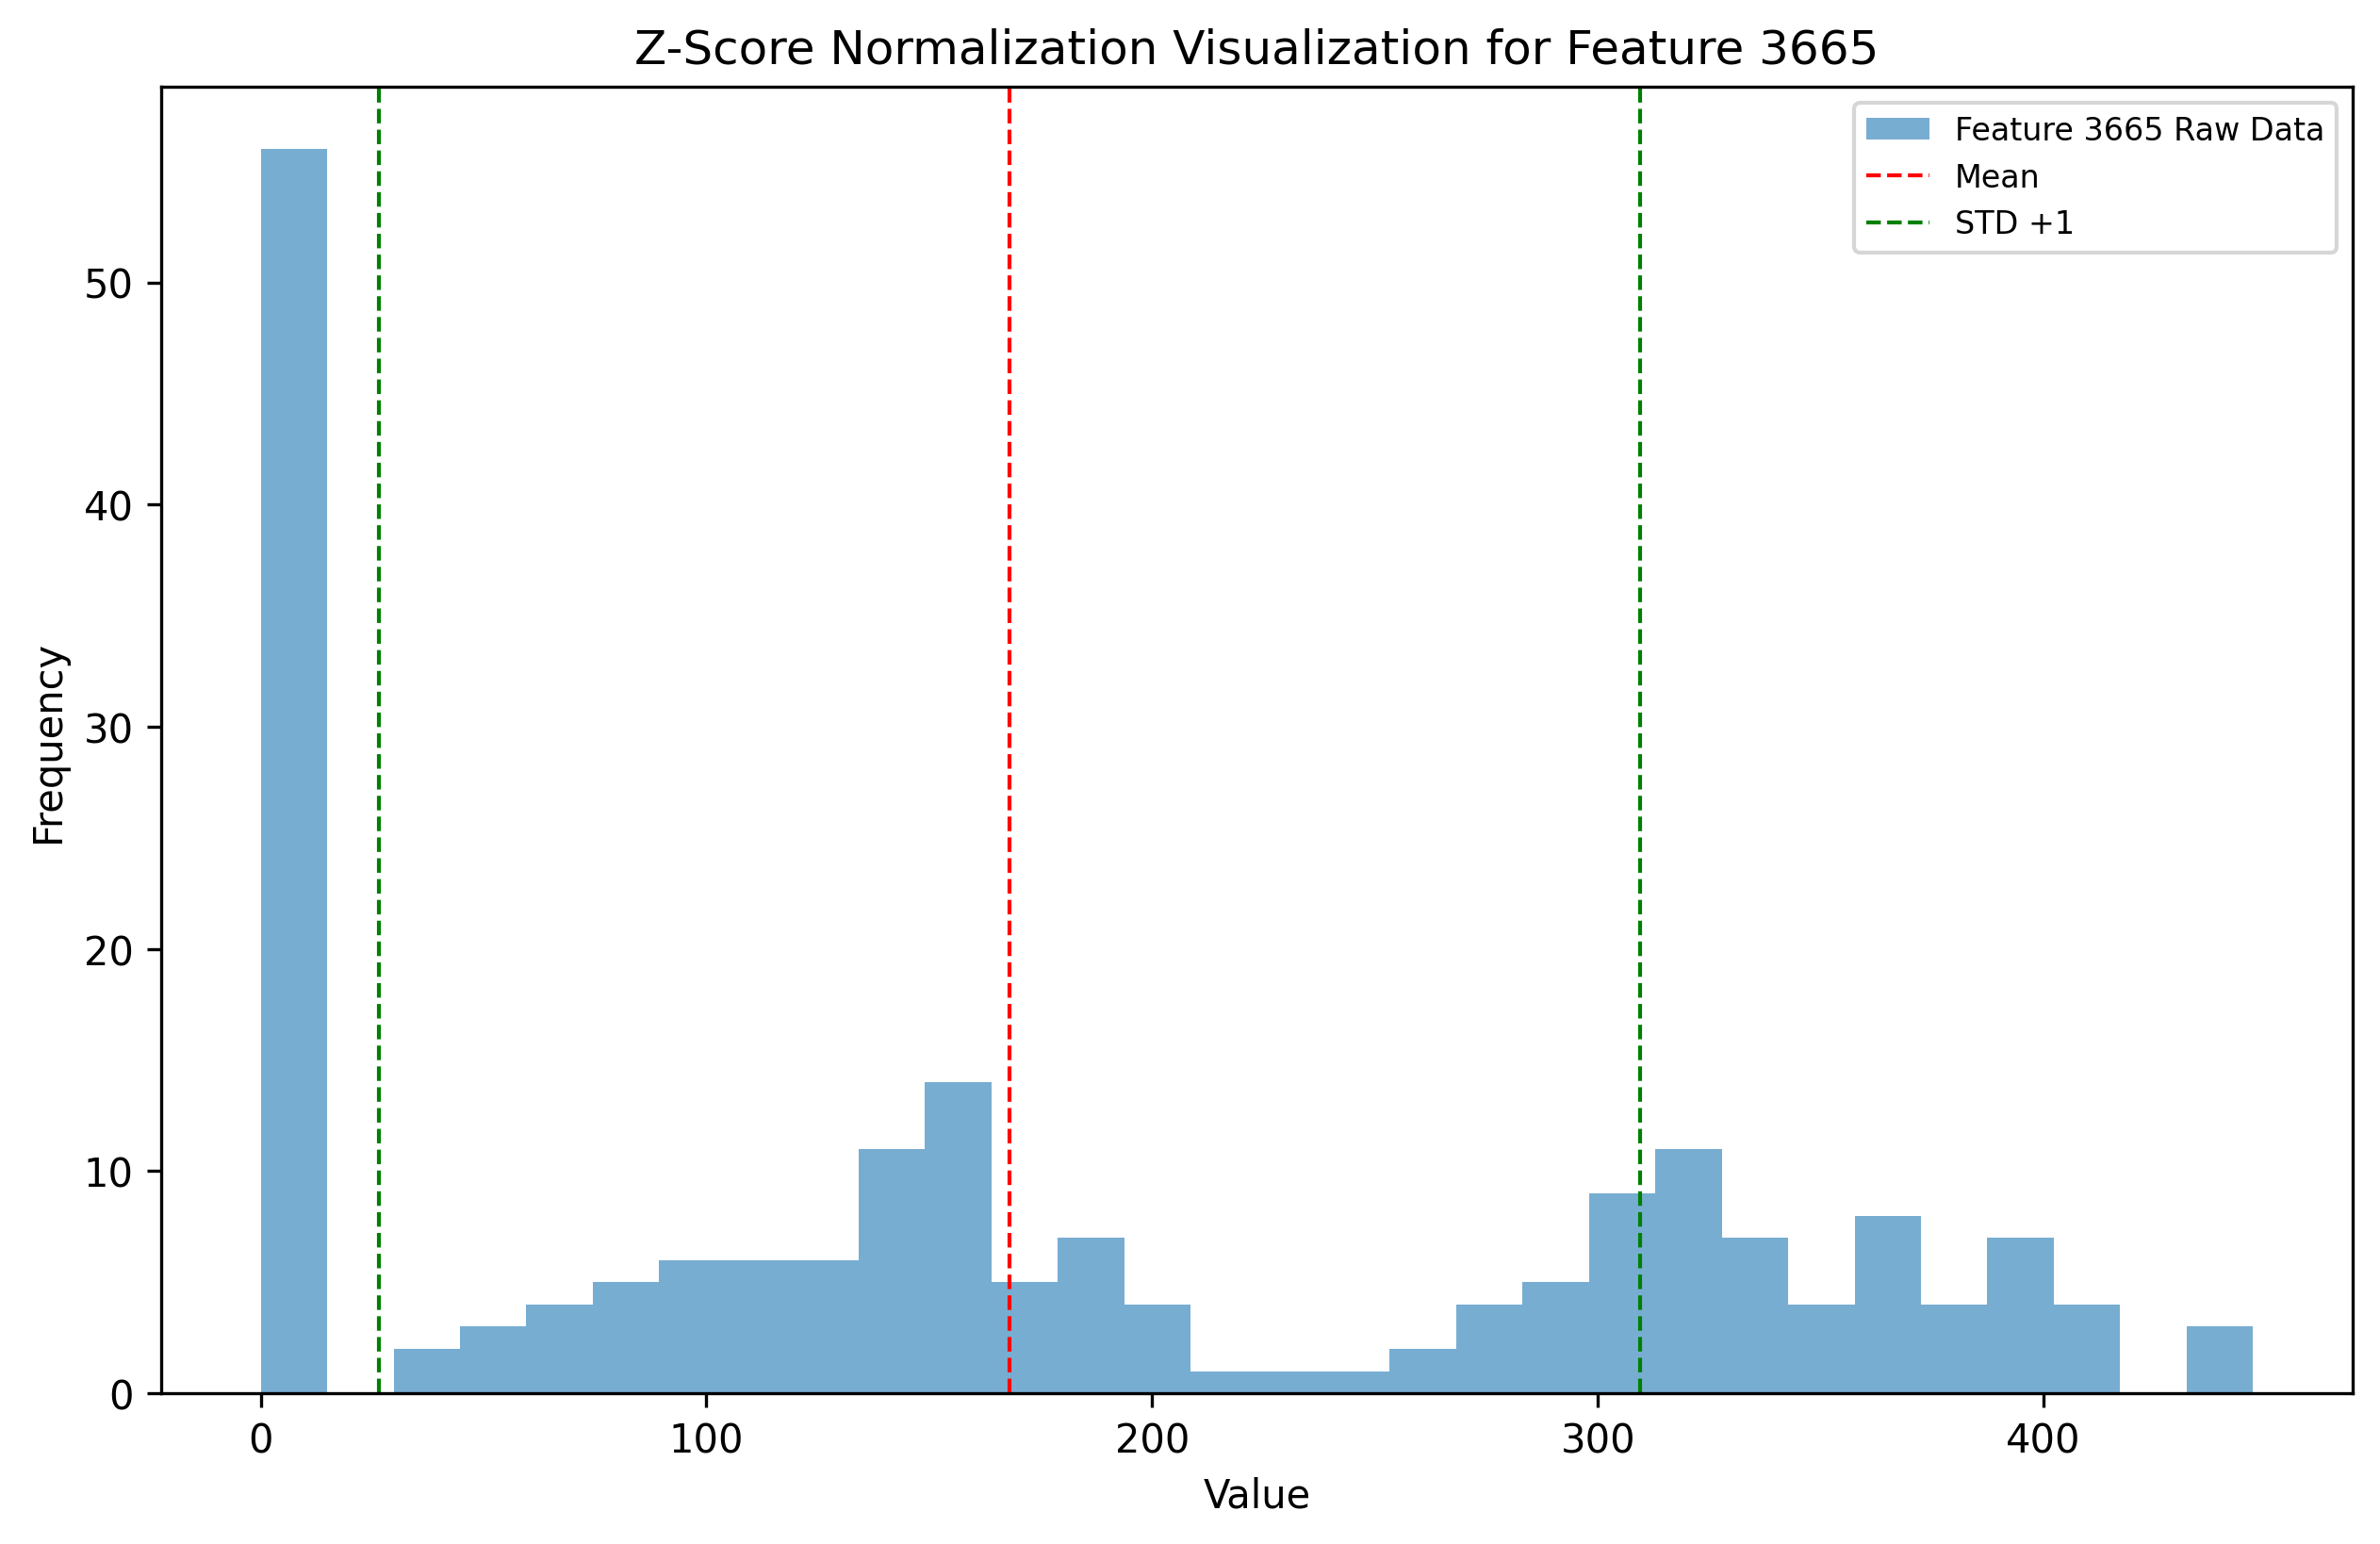 Z-Score Normalization Visualization for Feature 3665
Feature 3665 Raw Data
Mean
STD +1
50
40
30
20
10
0
Frequency
0 100 200 300 400
Value